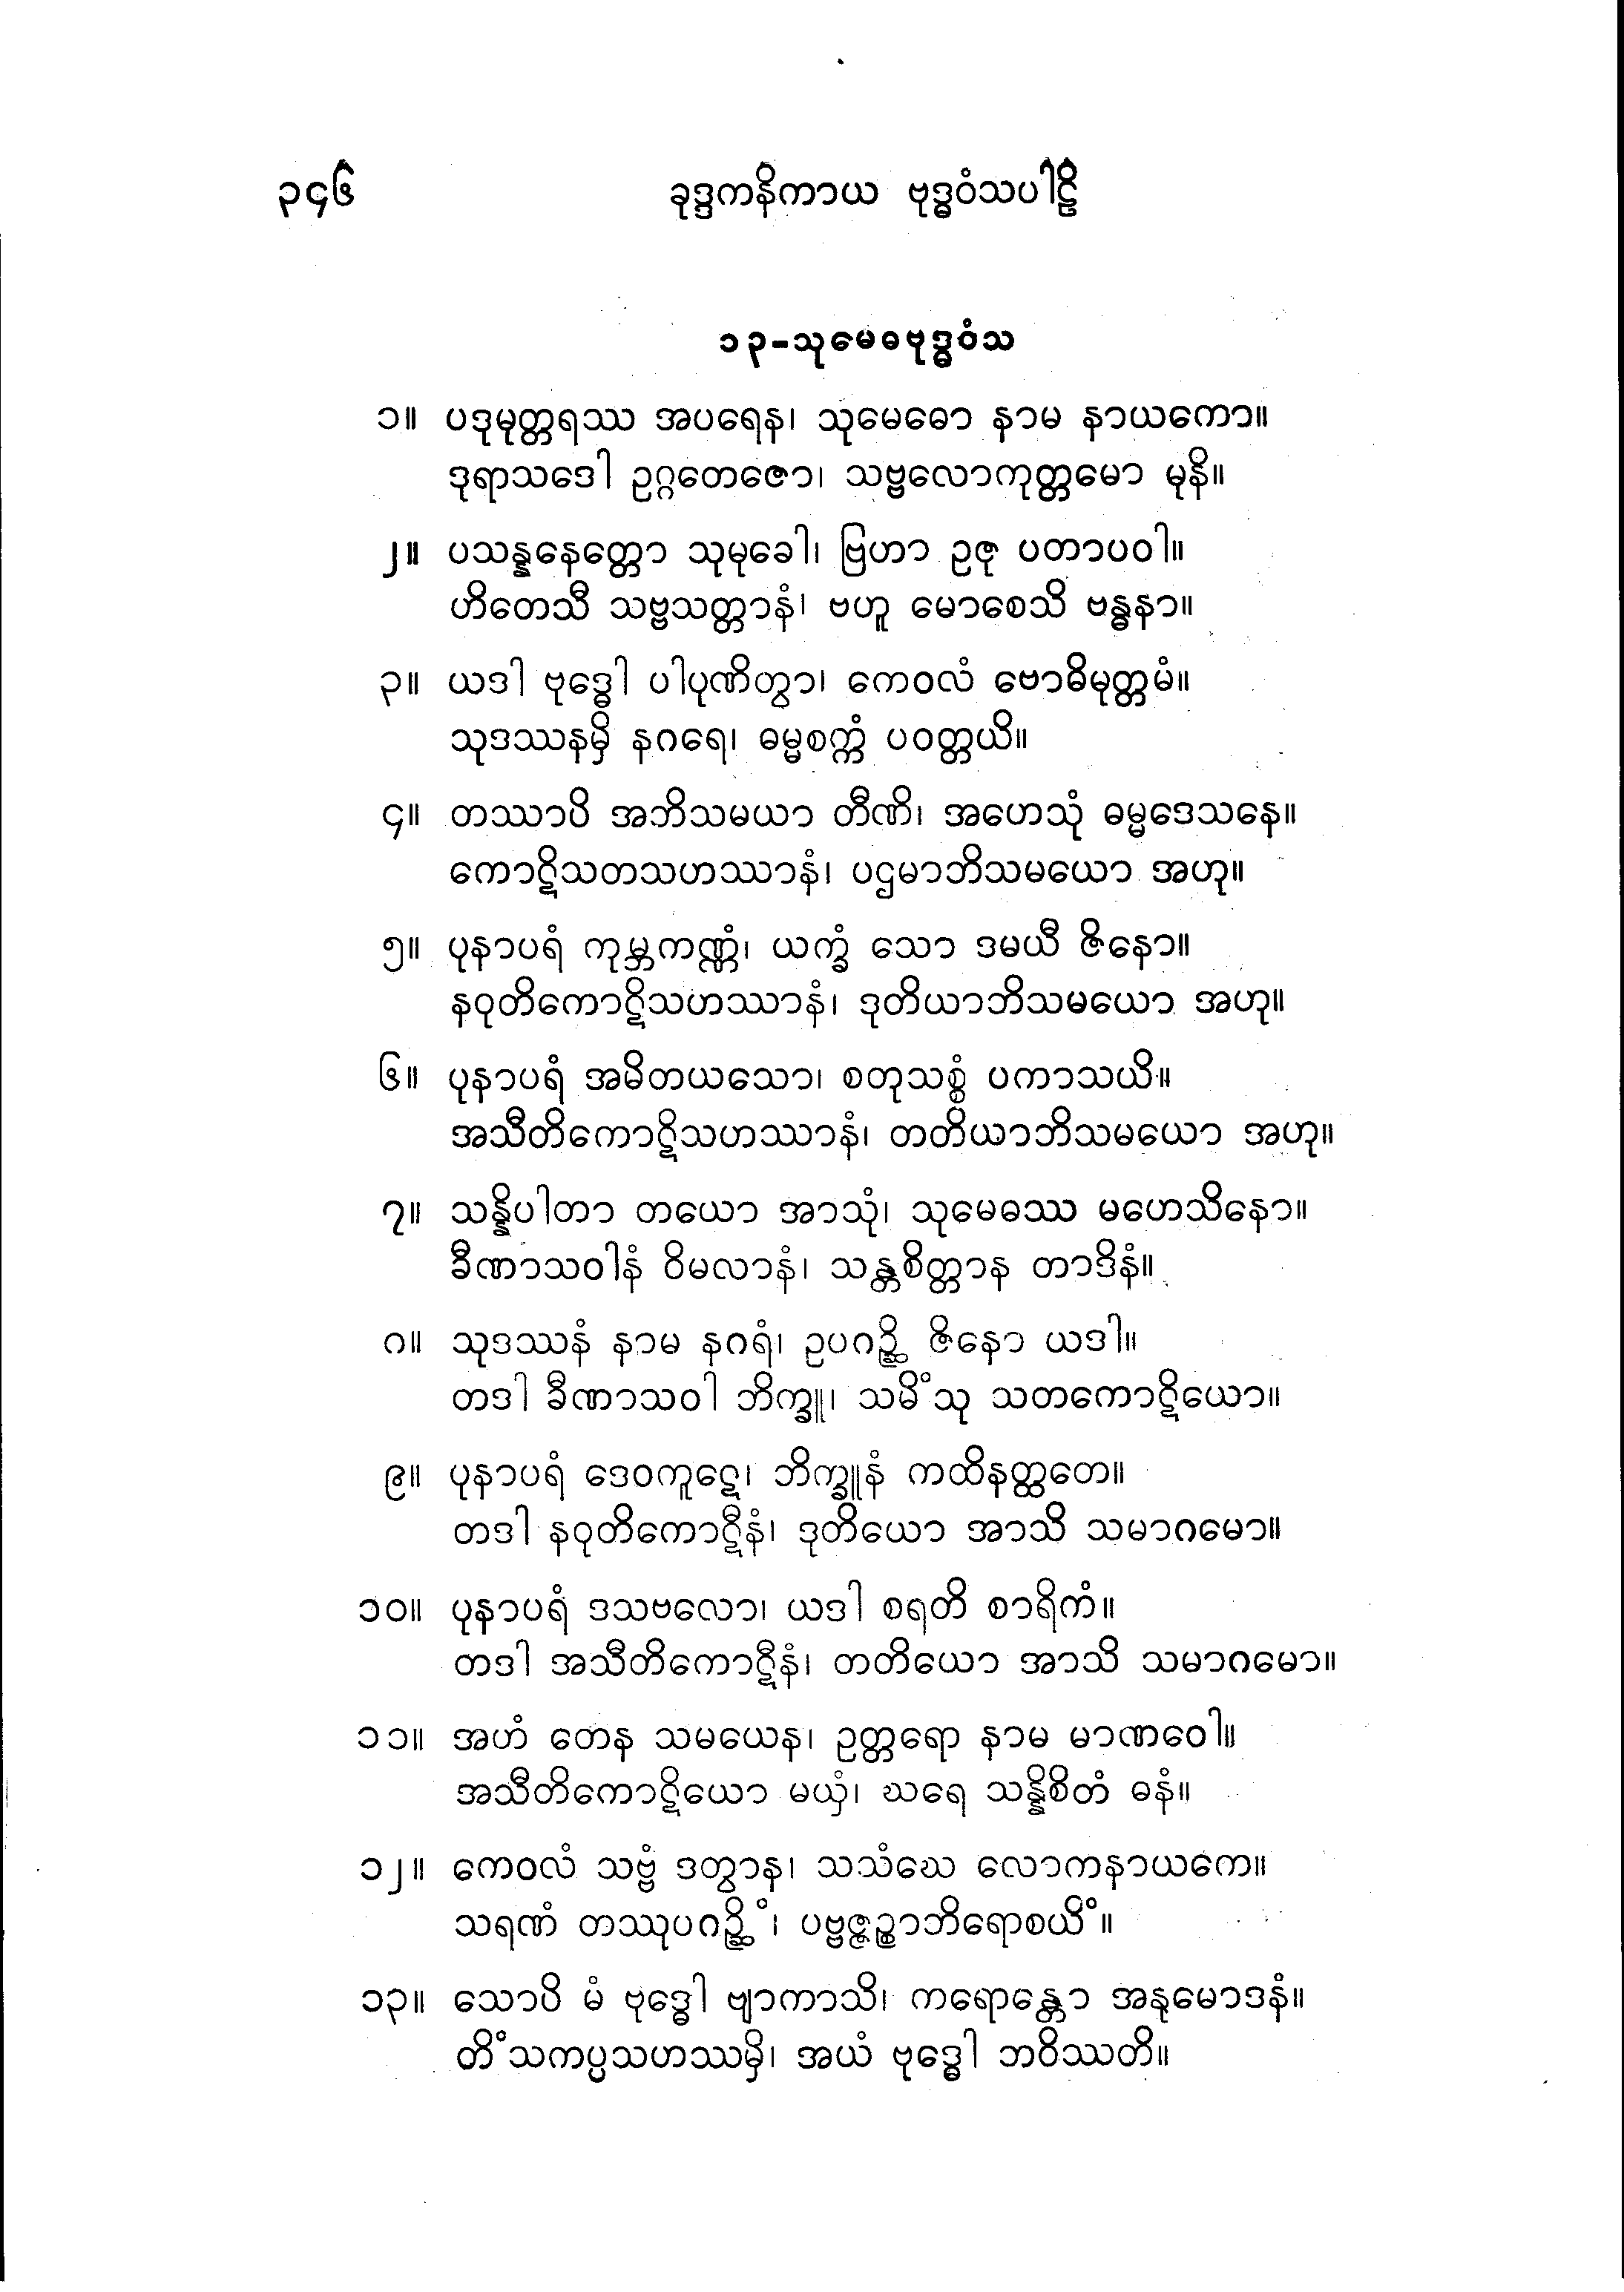 ၃၄၆ ခုဒ္ဒကနိကာယ ဗုဒ္ဓဝံသပါဠိ
၁၃-သုမေဓဗုဒ္ဓဝံသ
၁။ ပဒုမုတ္တရဿ အပရေန၊ သုမေဓော နာမ နာယကော။
ဒုရာသဒေါ ဥဂ္ဂတေဇော၊ သဗ္ဗလောကုတ္တမော မုနိ။
၂။ ပသန္နနေတ္တော သုမုခေါ၊ ဗြဟာ ဥဇု ပတာပဝါ။
ဟိတေသီ သဗ္ဗသတ္တာနံ၊ ဗဟူ မောစေသိ ဗန္ဓနာ။
၃။ ယဒါ ဗုဒ္ဓေါ ပါပုဏိတွာ၊ ကေဝလံ ဗောဓိမုတ္တမံ။
သုဒဿနမှိ နဂရေ၊ ဓမ္မစက္ကံ ပဝတ္တယိ။
၄။ တဿာပိ အဘိသမယာ တီဏိ၊ အဟေသုံ ဓမ္မဒေသနေ။
ကောဋိသတသဟဿာနံ၊ ပဌမာဘိသမယော အဟု။
၅။ ပုနာပရံ ကုမ္ဘကဏ္ဏံ၊ ယက္ခံ သော ဒမယီ ဇိနော။
နဝုတိကောဋိသဟဿာနံ၊ ဒုတိယာဘိသမယော အဟု။
၆။ ပုနာပရံ အမိတယသော၊ စတုသစ္စံ ပကာသယိ။
အသီတိကောဋိသဟဿာနံ၊ တတိယာဘိသမယော အဟု။
၇။ သန္နိပါတာ တယော အာသုံ၊ သုမေဓဿ မဟေသိနော။
ခီဏာသဝါနံ ဝိမလာနံ၊ သန္တစိတ္တာန တာဒိနံ။
၈။ သုဒဿနံ နာမ နဂရံ၊ ဥပဂဉ္ဆိ ဇိနော ယဒါ။
တဒါ ခီဏာသဝါ ဘိက္ခူ၊ သမိံသု သတကောဋိယော။
၉။ ပုနာပရံ ဒေဝကူဋေ၊ ဘိက္ခူနံ ကထိနတ္ထတေ။
တဒါ နဝုတိကောဋီနံ၊ ဒုတိယော အာသိ သမာဂမော။
၁၀။ ပုနာပရံ ဒသဗလော၊ ယဒါ စရတိ စာရိကံ။
တဒါ အသီတိကောဋီနံ၊ တတိယော အာသိ သမာဂမော။
၁၁။ အဟံ တေန သမယေန၊ ဥတ္တရော နာမ မာဏဝေါ။
အသီတိကောဋိယော မယှံ၊ ဃရေ သန္နိစိတံ ဓနံ။
၁၂။ ကေဝလံ သဗ္ဗံ ဒတွာန၊ သသံဃေ လောကနာယကေ။
သရဏံ တဿုပဂဉ္ဆိံ၊ ပဗ္ဗဇ္ဇဉ္စာဘိရောစယိံ။
၁၃။ သောပိ မံ ဗုဒ္ဓေါ ဗျာကာသိ၊ ကရောန္တော အနုမောဒနံ။
တိံသကပ္ပသဟဿမှိ၊ အယံ ဗုဒ္ဓေါ ဘဝိဿတိ။